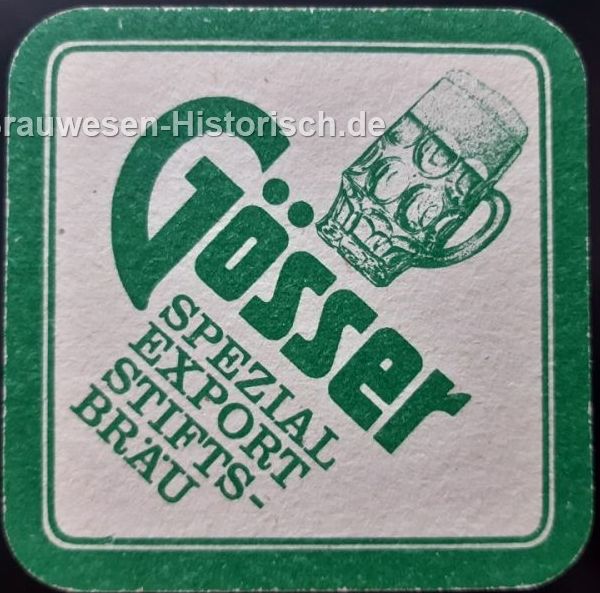 rauwesen-Historisch.de
Gösser
SPEZIAL
EXPORT
STIFTS-
BRÄU